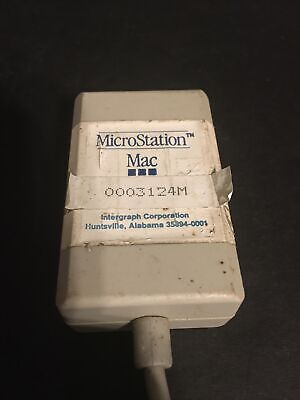 MicroStation™
Mac
0003124M
Intergraph Corporation
Huntsville, Alabama 35894-0001